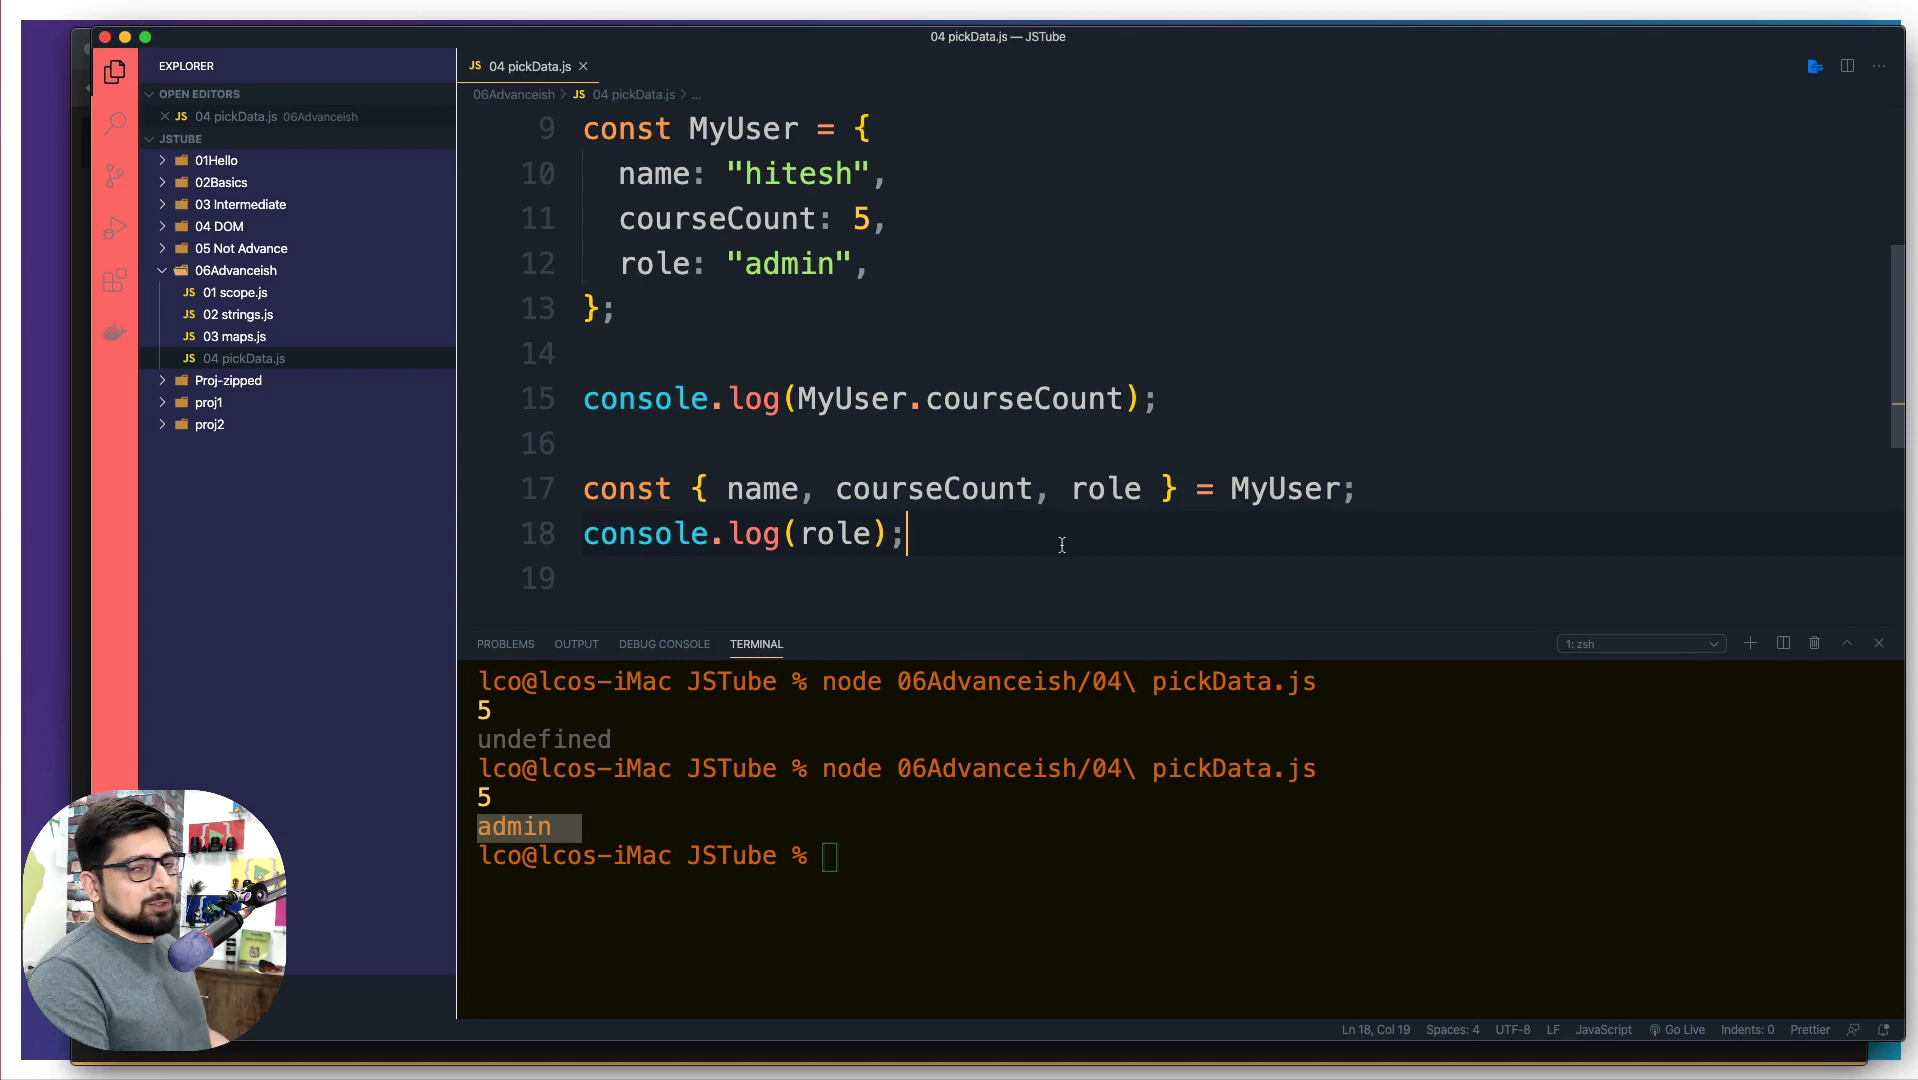 04 pickData.js — JSTube
EXPLORER
OPEN EDITORS
JS 04 pickData.js 06Advanceish
JSTUBE
01Hello
02Basics
03 Intermediate
04 DOM
05 Not Advance
06Advanceish
JS 01 scope.js
JS 02 strings.js
JS 03 maps.js
JS 04 pickData.js
Proj-zipped
proj1
proj2
JS 04 pickData.js
06Advanceish > JS 04 pickData.js > ...
9 const MyUser = {
10 name: "hitesh",
11 courseCount: 5,
12 role: "admin",
13 };
14
15 console.log(MyUser.courseCount);
16
17 const { name, courseCount, role } = MyUser;
18 console.log(role);
19
PROBLEMS OUTPUT DEBUG CONSOLE TERMINAL 1: zsh
lco@lcos-iMac JSTube % node 06Advanceish/04\ pickData.js
5
undefined
lco@lcos-iMac JSTube % node 06Advanceish/04\ pickData.js
5
admin
lco@lcos-iMac JSTube %
Ln 18, Col 19 Spaces: 4 UTF-8 LF JavaScript Go Live Indents: 0 Prettier